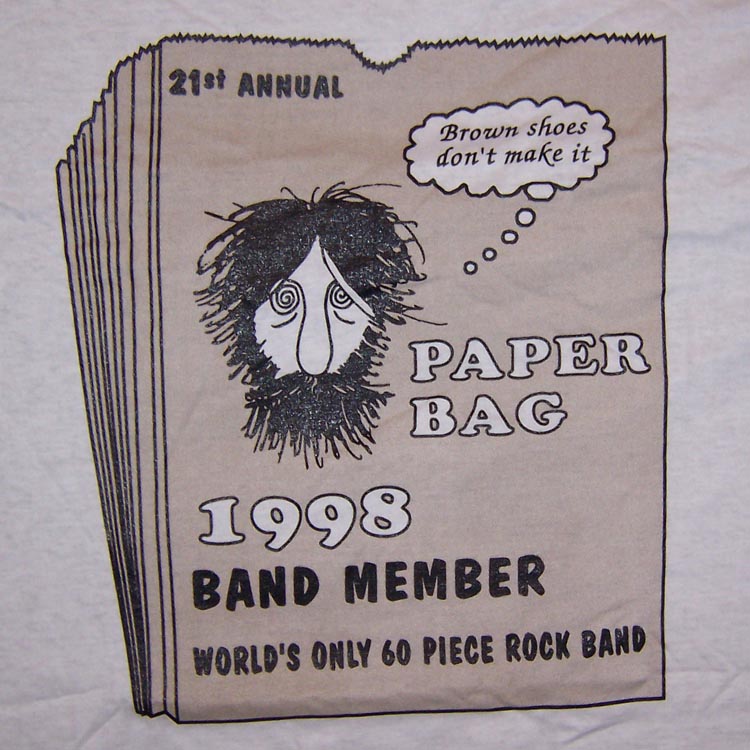 21st ANNUAL
Brown shoes
don't make it
PAPER
BAG
1998
BAND MEMBER
WORLD'S ONLY 60 PIECE ROCK BAND